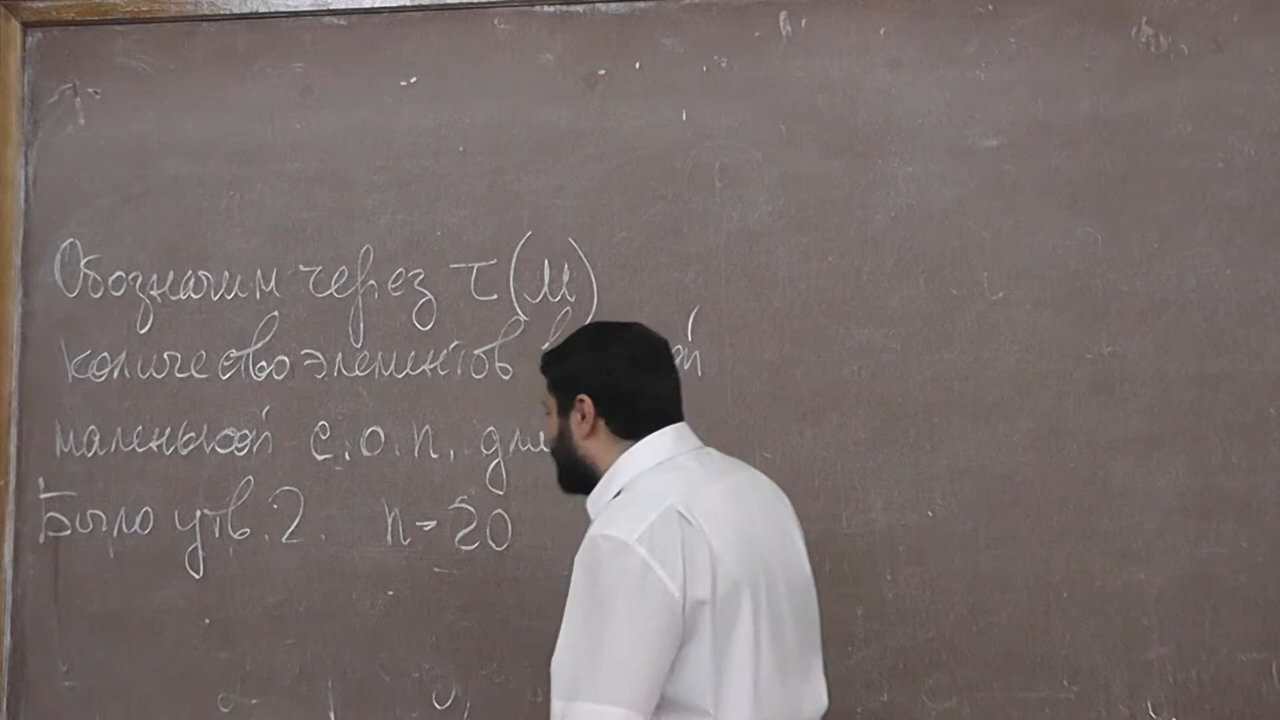 Обозначим через τ(M)
количество элементов в
маленькой с.о.п. для
Было утв. 2. n=20